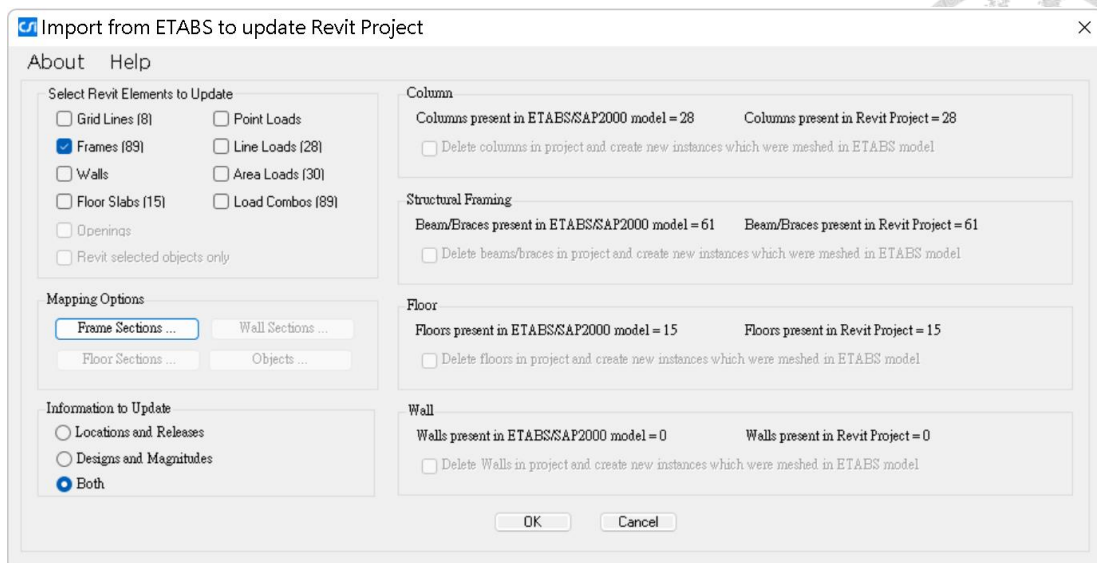 CSi Import from ETABS to update Revit Project
About Help
Select Revit Elements to Update
Grid Lines (8) Point Loads
Frames (89) Line Loads (28)
Walls Area Loads (30)
Floor Slabs (15) Load Combos (89)
Openings
Revit selected objects only
Mapping Options
Frame Sections ... Wall Sections ...
Floor Sections ... Objects ...
Information to Update
Locations and Releases
Designs and Magnitudes
Both
Column
Columns present in ETABS/SAP2000 model = 28 Columns present in Revit Project = 28
Delete columns in project and create new instances which were meshed in ETABS model
Structural Framing
Beam/Braces present in ETABS/SAP2000 model = 61 Beam/Braces present in Revit Project = 61
Delete beams/braces in project and create new instances which were meshed in ETABS model.
Floor
Floors present in ETABS/SAP2000 model = 15 Floors present in Revit Project = 15
Delete floors in project and create new instances which were meshed in ETABS model
Wall
Walls present in ETABS/SAP2000 model = 0 Walls present in Revit Project = 0
Delete Walls in project and create new instances which were meshed in ETABS model
OK Cancel